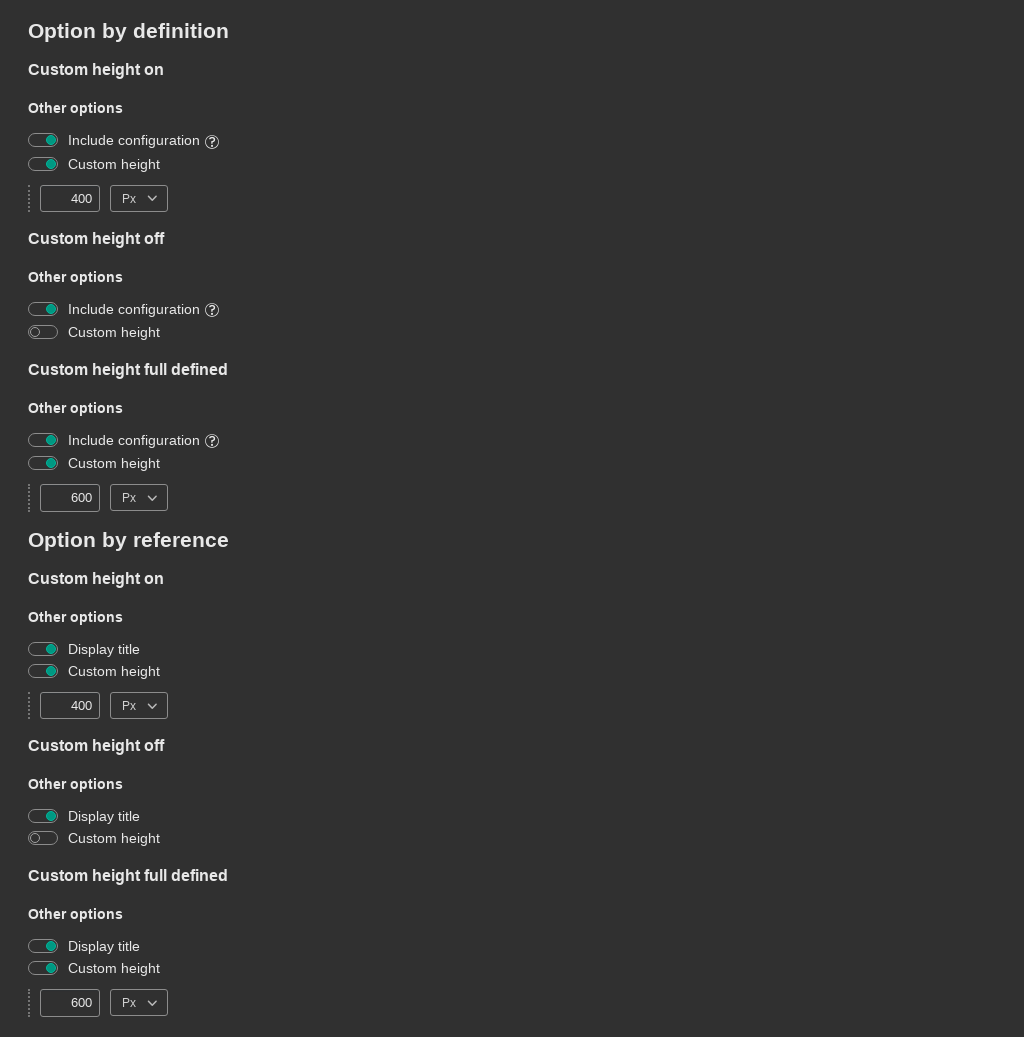 Option by definition
Custom height on
Other options
Include configuration ?
Custom height
400 Px
Custom height off
Other options
Include configuration ?
Custom height
Custom height full defined
Other options
Include configuration ?
Custom height
600 Px
Option by reference
Custom height on
Other options
Display title
Custom height
400 Px
Custom height off
Other options
Display title
Custom height
Custom height full defined
Other options
Display title
Custom height
600 Px